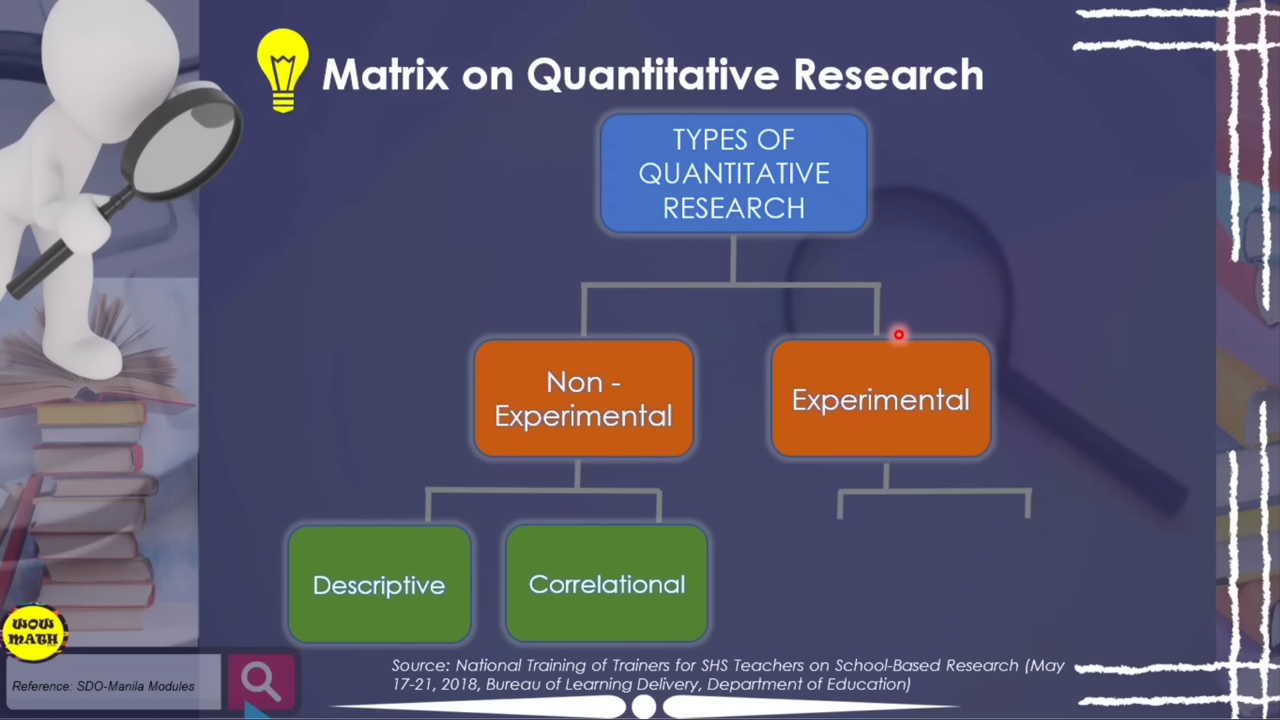 Matrix on Quantitative Research
TYPES OF
QUANTITATIVE
RESEARCH
Non -
Experimental
Experimental
Descriptive
Correlational
WOW
MATH
Reference: SDO-Manila Modules
Source: National Training of Trainers for SHS Teachers on School-Based Research (May
17-21, 2018, Bureau of Learning Delivery, Department of Education)